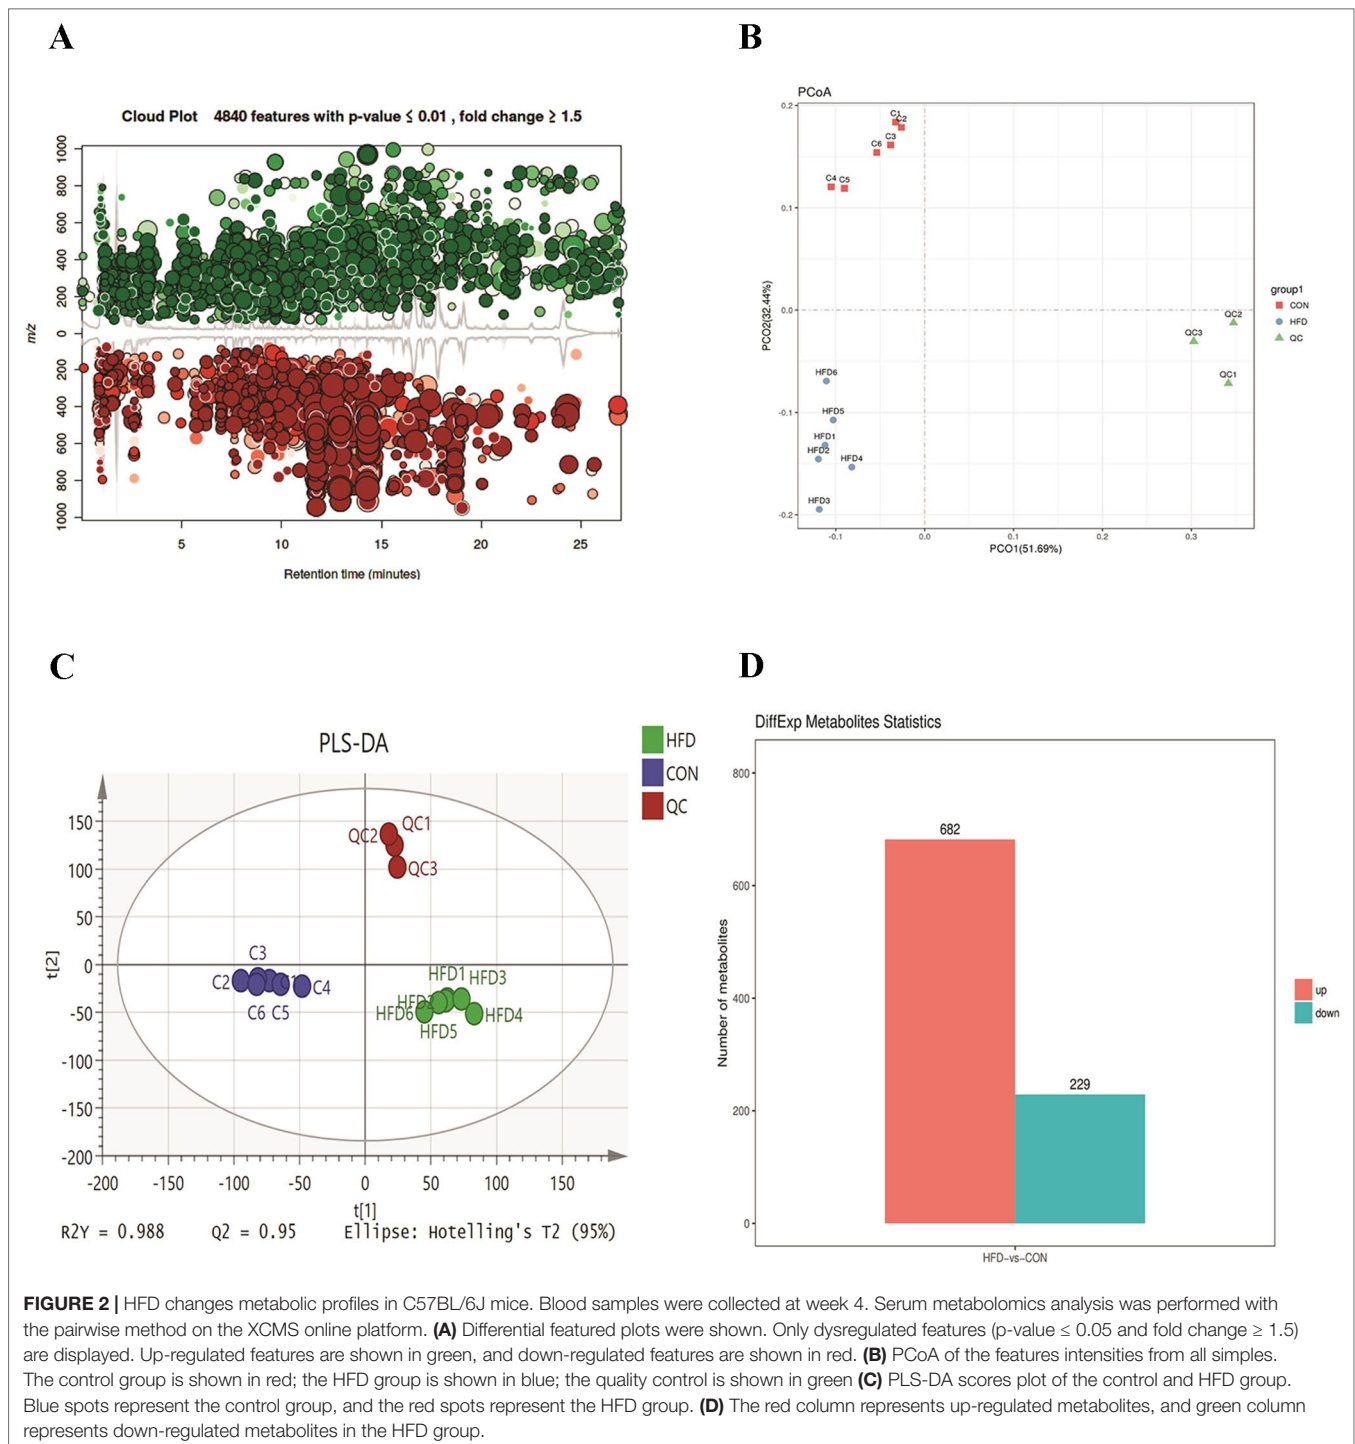 A
Cloud Plot 4840 features with p-value ≤ 0.01 , fold change ≥ 1.5
1000
800
600
400
200
0
200
400
600
800
1000
m/z
5 10 15 20 25
Retention time (minutes)
B
PCoA
0.2
0.1
0.0
-0.1
-0.2
PCO2(32.44%)
C1
C2
C3
C6
C4 C5
QC2
QC3
QC1
HFD6
HFD5
HFD1
HFD2
HFD4
HFD3
-0.1 0.0 0.1 0.2 0.3
PCO1(51.69%)
group1
CON
HFD
QC
C
PLS-DA
HFD
CON
QC
150
100
50
0
-50
-100
-150
-200
t[2]
QC1
QC2
QC3
C3
C2
C4
C6 C5
HFD1 HFD3
HFD2
HFD6 HFD4
HFD5
-200 -150 -100 -50 0 50 100 150
t[1]
R2Y = 0.988 Q2 = 0.95 Ellipse: Hotelling's T2 (95%)
D
DiffExp Metabolites Statistics
800
600
400
200
0
Number of metabolites
682
229
HFD-vs-CON
up
down
FIGURE 2 | HFD changes metabolic profiles in C57BL/6J mice. Blood samples were collected at week 4. Serum metabolomics analysis was performed with
the pairwise method on the XCMS online platform. (A) Differential featured plots were shown. Only dysregulated features (p-value ≤ 0.05 and fold change ≥ 1.5)
are displayed. Up-regulated features are shown in green, and down-regulated features are shown in red. (B) PCoA of the features intensities from all simples.
The control group is shown in red; the HFD group is shown in blue; the quality control is shown in green (C) PLS-DA scores plot of the control and HFD group.
Blue spots represent the control group, and the red spots represent the HFD group. (D) The red column represents up-regulated metabolites, and green column
represents down-regulated metabolites in the HFD group.